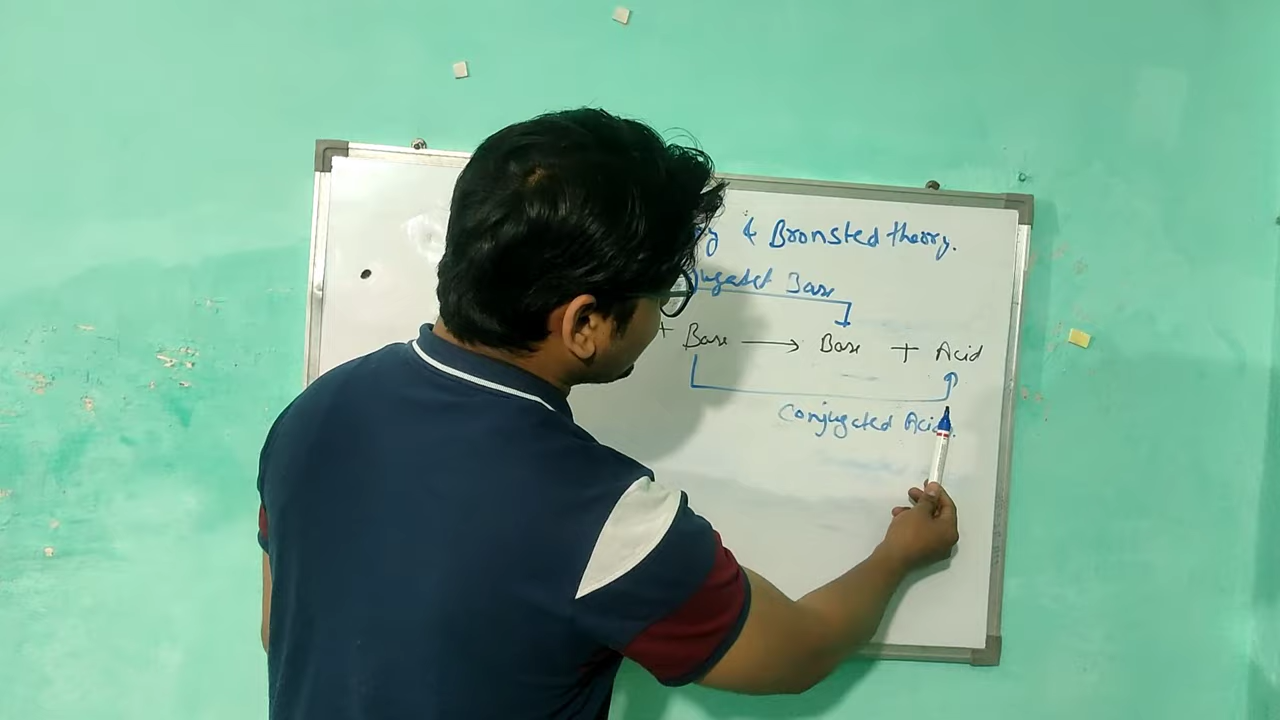 & Bronsted theory.
Base
+ Base ⟶ Base + Acid
Conjugated Acid.